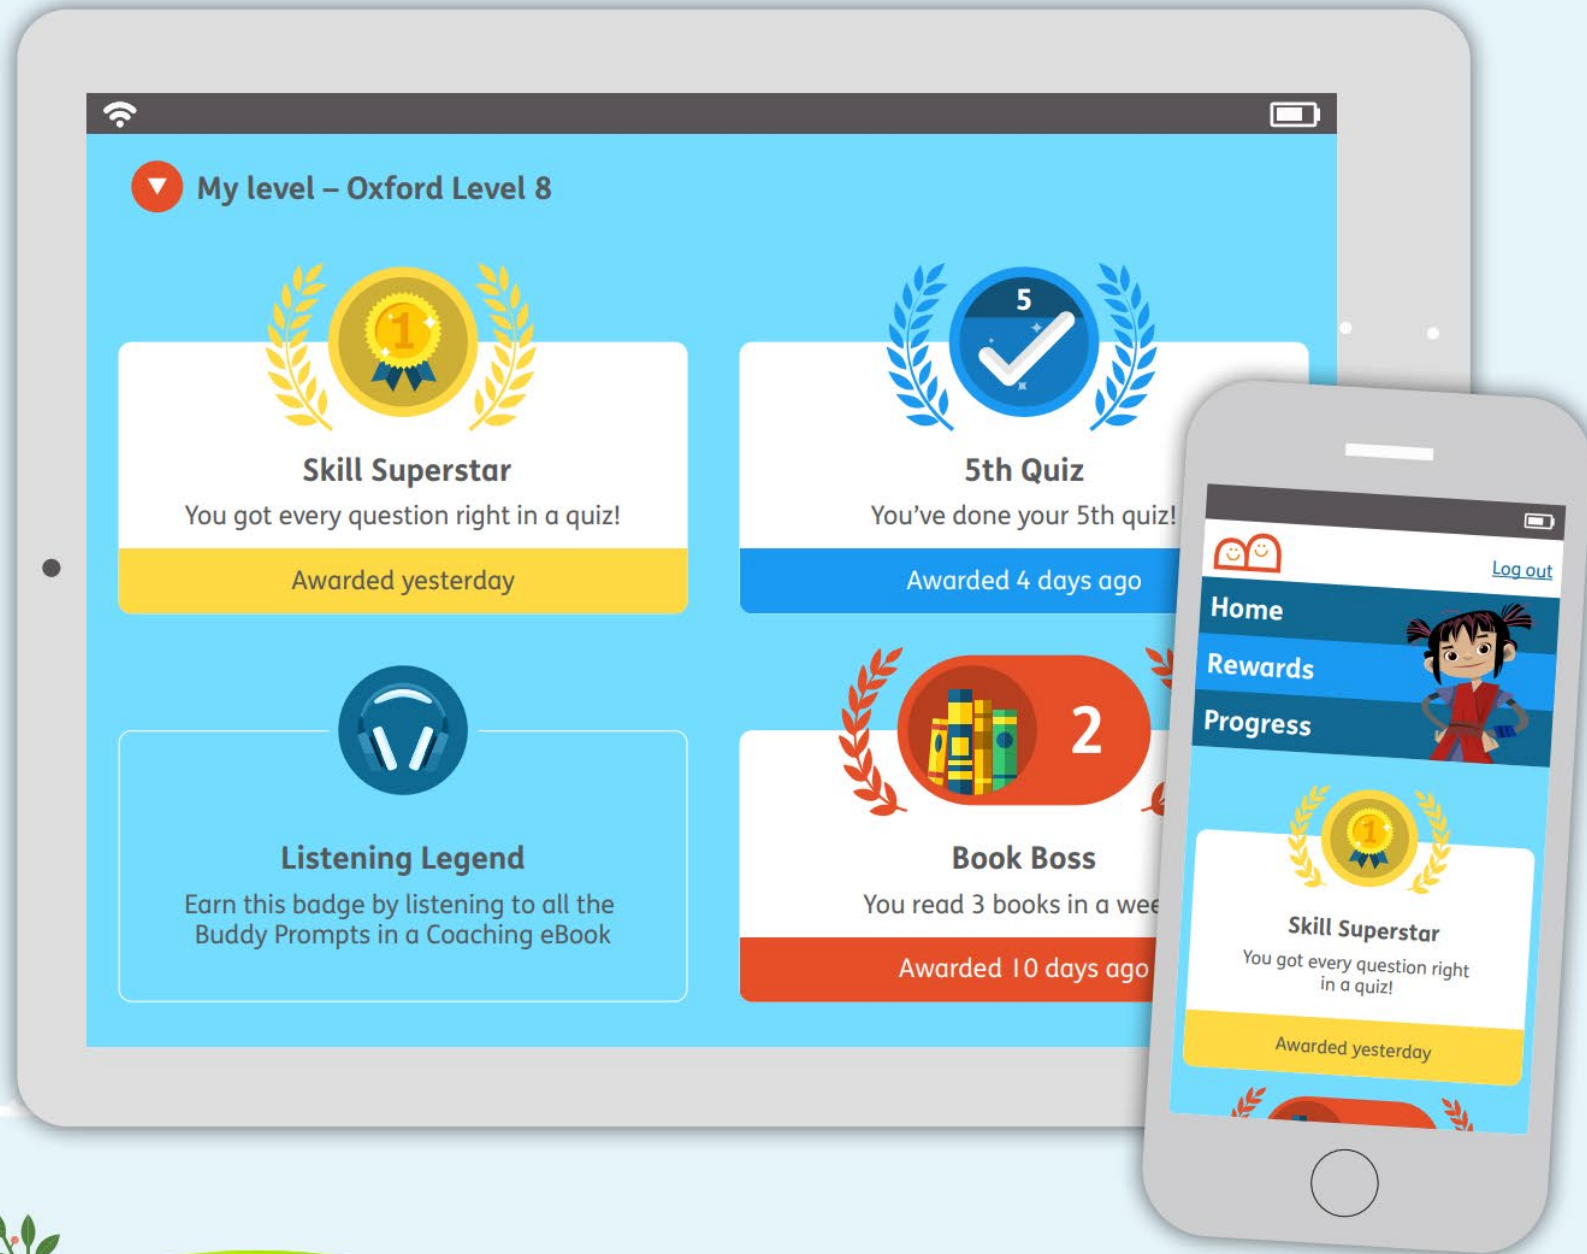 My level – Oxford Level 8
1
Skill Superstar
You got every question right in a quiz!
Awarded yesterday
5
5th Quiz
You've done your 5th quiz!
Awarded 4 days ago
Listening Legend
Earn this badge by listening to all the
Buddy Prompts in a Coaching eBook
2
Book Boss
You read 3 books in a
Awarded 10 days ago
Log out
Home
Rewards
Progress
1
Skill Superstar
You got every question right
in a quiz!
Awarded yesterday